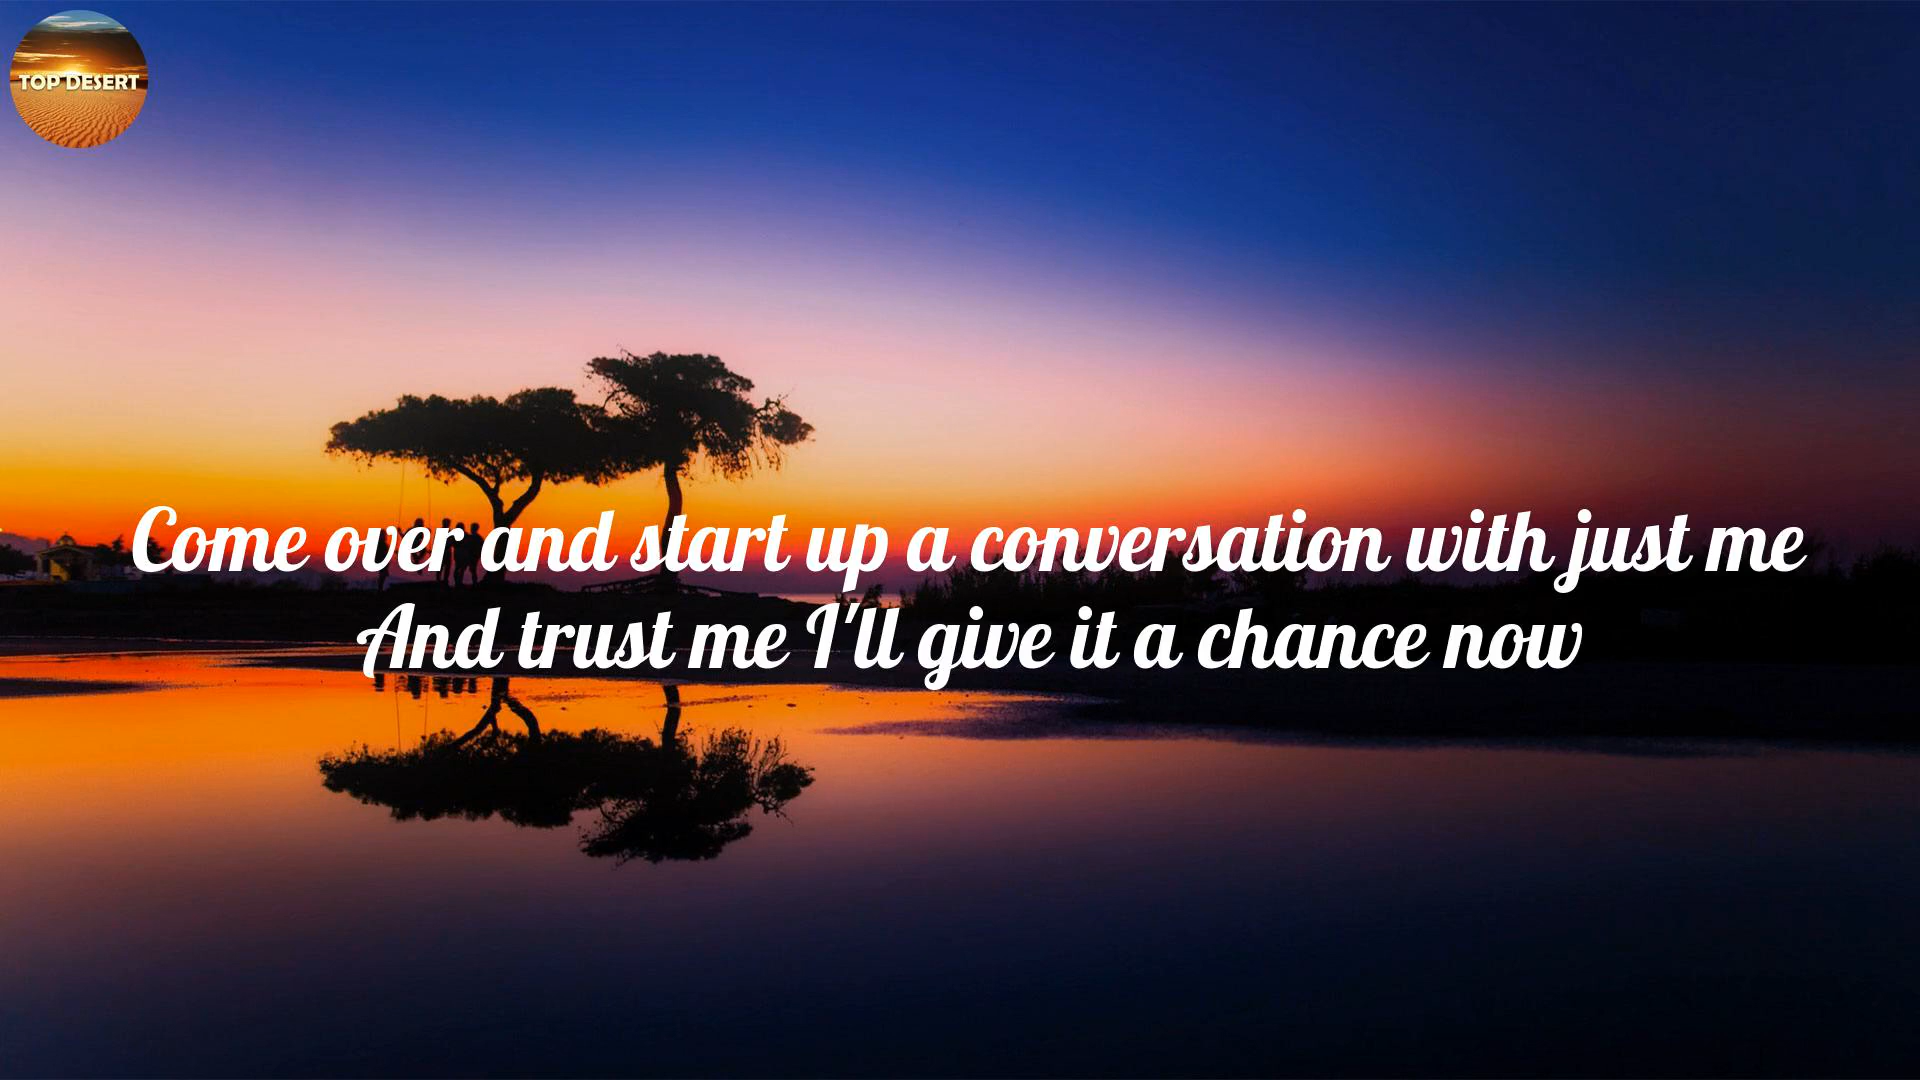 TOP DESERT
Come over and start up a conversation with just me
And trust me I'll give it a chance now